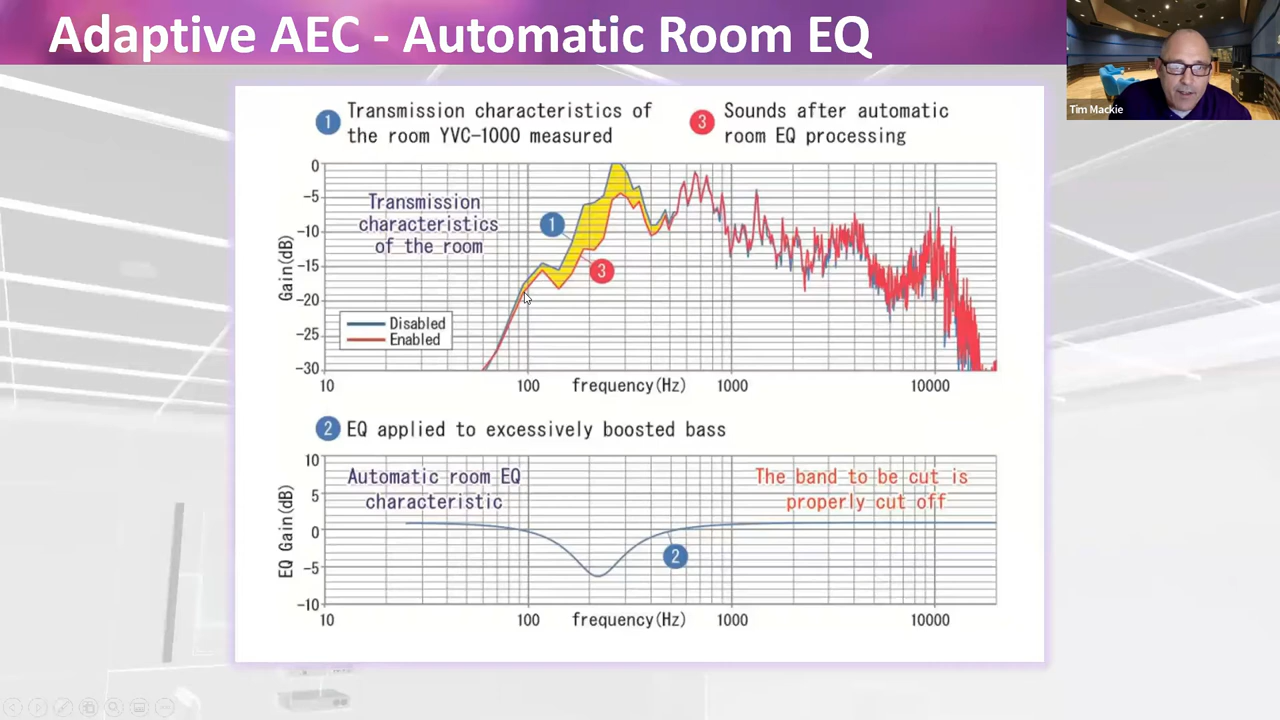 Adaptive AEC - Automatic Room EQ
Tim Mackie
1 Transmission characteristics of
the room YVC-1000 measured
3 Sounds after automatic
room EQ processing
Transmission
characteristics
of the room
1
3
Gain(dB)
0
-5
-10
-15
-20
-25
-30
Disabled
Enabled
10 100 frequency(Hz) 1000 10000
2 EQ applied to excessively boosted bass
Automatic room EQ
characteristic
The band to be cut is
properly cut off
2
EQ Gain(dB)
10
5
0
-5
-10
10 100 frequency(Hz) 1000 10000